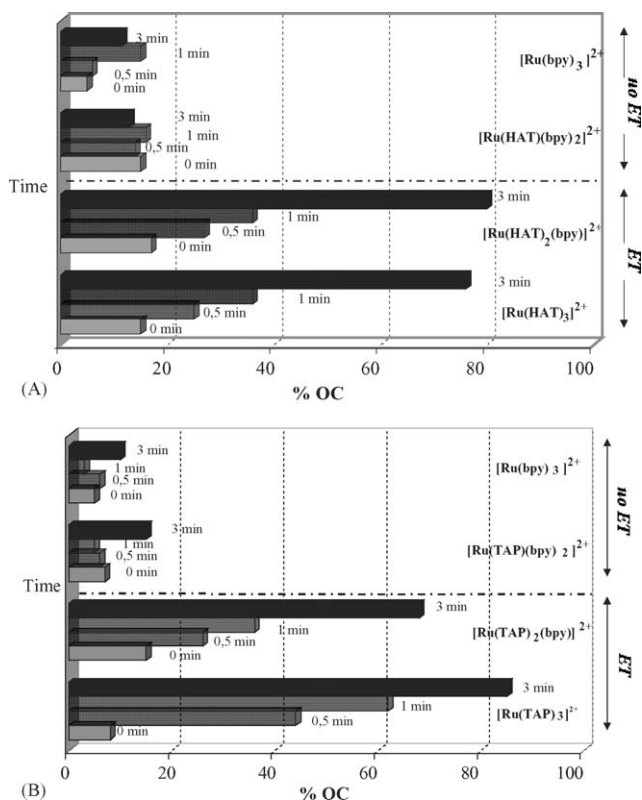 3 min
1 min
0,5 min
0 min
[Ru(bpy)3]2+
3 min
1 min
0,5 min
0 min
[Ru(HAT)(bpy)2]2+
no ET
Time
3 min
1 min
0,5 min
0 min
[Ru(HAT)2(bpy)]2+
3 min
1 min
0,5 min
0 min
[Ru(HAT)3]2+
ET
0 20 40 60 80 100
(A) % OC
3 min
1 min
0,5 min
0 min
[Ru(bpy)3]2+
3 min
1 min
0,5 min
0 min
[Ru(TAP)(bpy)2]2+
no ET
Time
3 min
1 min
0,5 min
0 min
[Ru(TAP)2(bpy)]2+
3 min
1 min
0,5 min
0 min
[Ru(TAP)3]2+
ET
0 20 40 60 80 100
(B) % OC